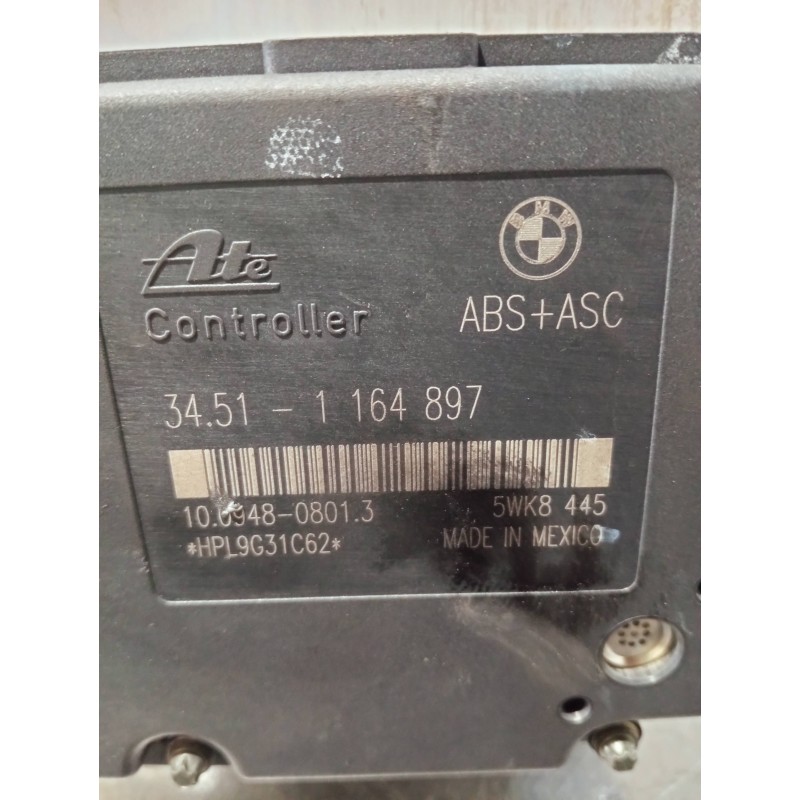 BMW
Ate
Controller
ABS+ASC
34.51 - 1 164 897
10.0948-0801.3
5WK8 445
*HPL9G31C62*
MADE IN MEXICO